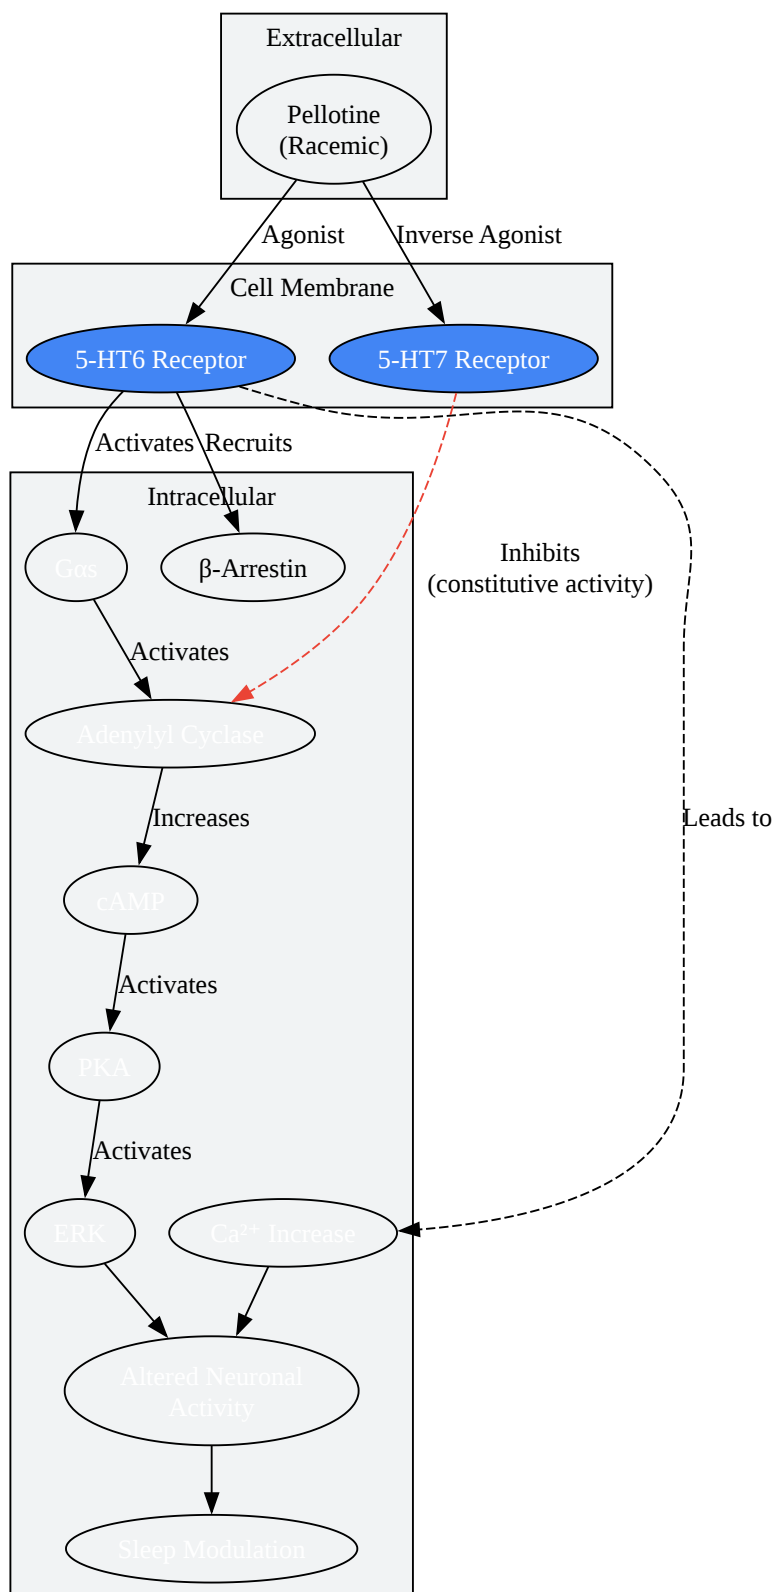 Extracellular
Pellotine
(Racemic)
Agonist
Inverse Agonist
Cell Membrane
5-HT6 Receptor
5-HT7 Receptor
Activates
Recruits
Intracellular
Gαs
β-Arrestin
Inhibits
(constitutive activity)
Activates
Adenylyl Cyclase
Increases
Leads to
cAMP
Activates
PKA
Activates
ERK
Ca²⁺ Increase
Altered Neuronal
Activity
Sleep Modulation